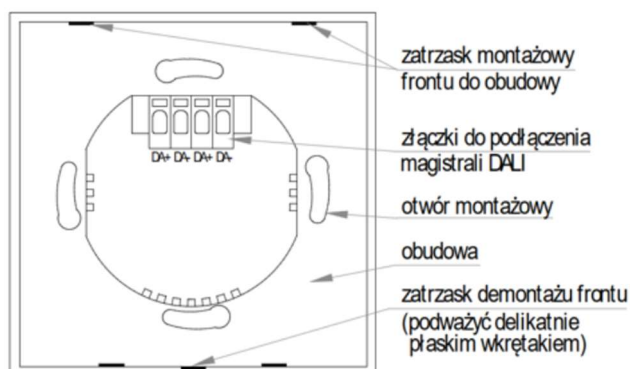 zatrzask montażowy
frontu do obudowy
DA+ DA- DA+ DA-
złączki do podłączenia
magistrali DALI
otwór montażowy
obudowa
zatrzask demontażu frontu
(podważyć delikatnie
płaskim wkrętakiem)